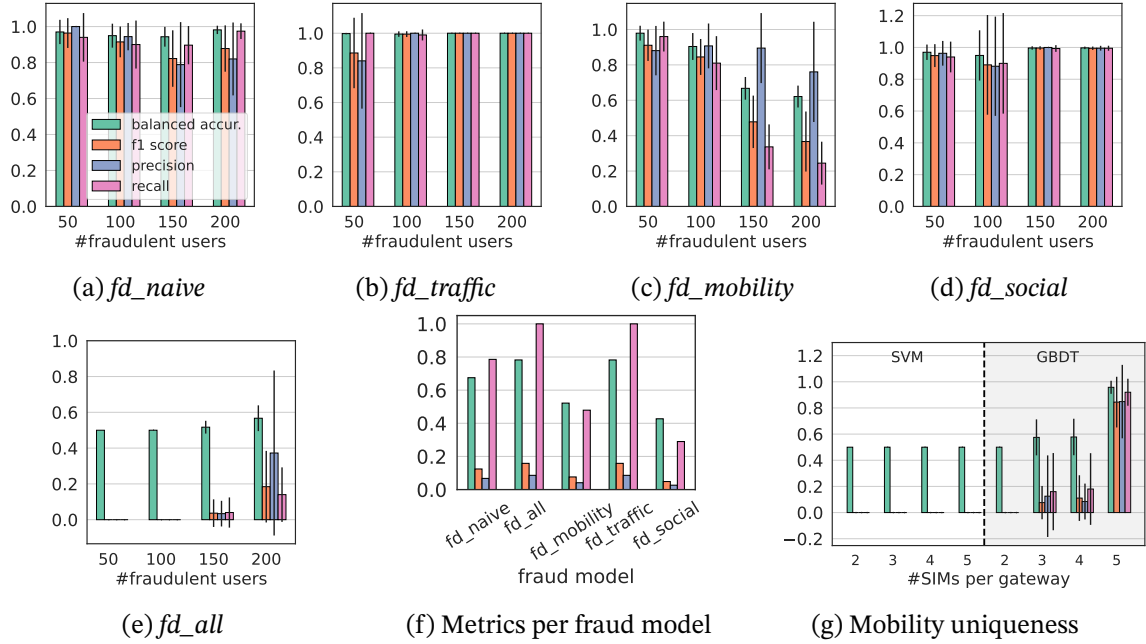 1.0
0.8
0.6
0.4
0.2
0.0
balanced accur.
f1 score
precision
recall
50 100 150 200
#fraudulent users
(a) fd_naive
1.0
0.8
0.6
0.4
0.2
0.0
50 100 150 200
#fraudulent users
(b) fd_traffic
1.0
0.8
0.6
0.4
0.2
0.0
50 100 150 200
#fraudulent users
(c) fd_mobility
1.2
1.0
0.8
0.6
0.4
0.2
0.0
50 100 150 200
#fraudulent users
(d) fd_social
1.0
0.8
0.6
0.4
0.2
0.0
50 100 150 200
#fraudulent users
(e) fd_all
1.0
0.8
0.6
0.4
0.2
0.0
fd_naive fd_all fd_mobility fd_traffic fd_social
fraud model
(f) Metrics per fraud model
SVM GBDT
1.2
1.0
0.8
0.6
0.4
0.2
0.0
−0.2
2 3 4 5 2 3 4 5
#SIMs per gateway
(g) Mobility uniqueness